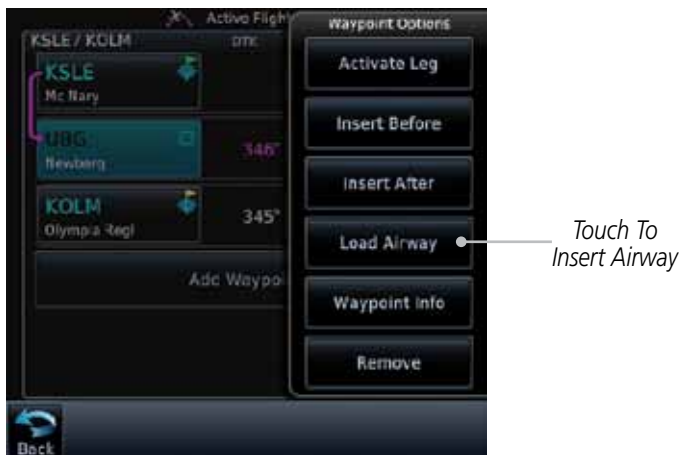 Active Fligh
Waypoint Options
KSLE / KOLM
DTK
KSLE
Mc Nary
UBG
Newberg
346°
KOLM
Olympia Regl
345°
Add Waypoi
Activate Leg
Insert Before
Insert After
Load Airway
Waypoint Info
Remove
Back
Touch To
Insert Airway